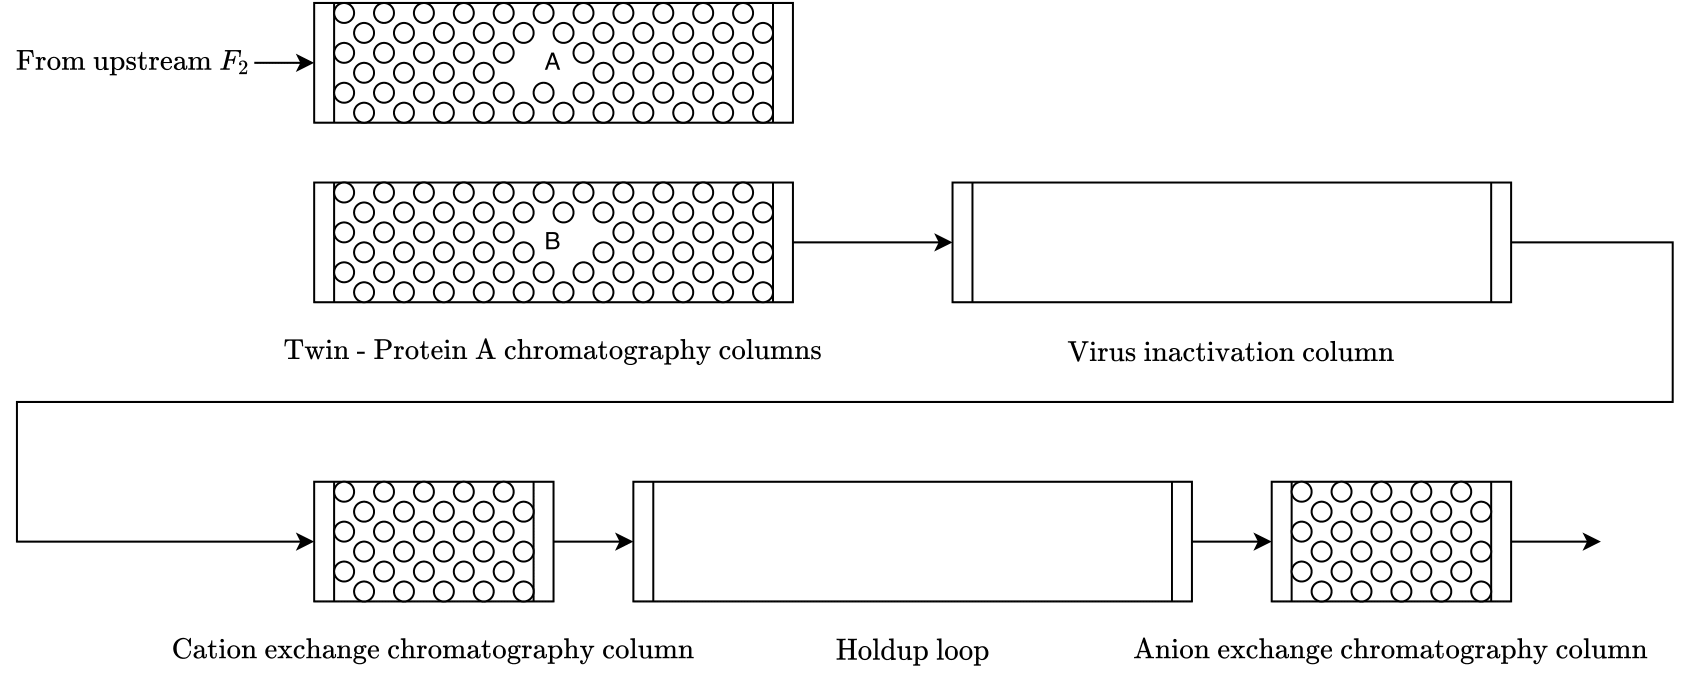 From upstream F₂
A
B
Twin - Protein A chromatography columns
Virus inactivation column
Cation exchange chromatography column
Holdup loop
Anion exchange chromatography column